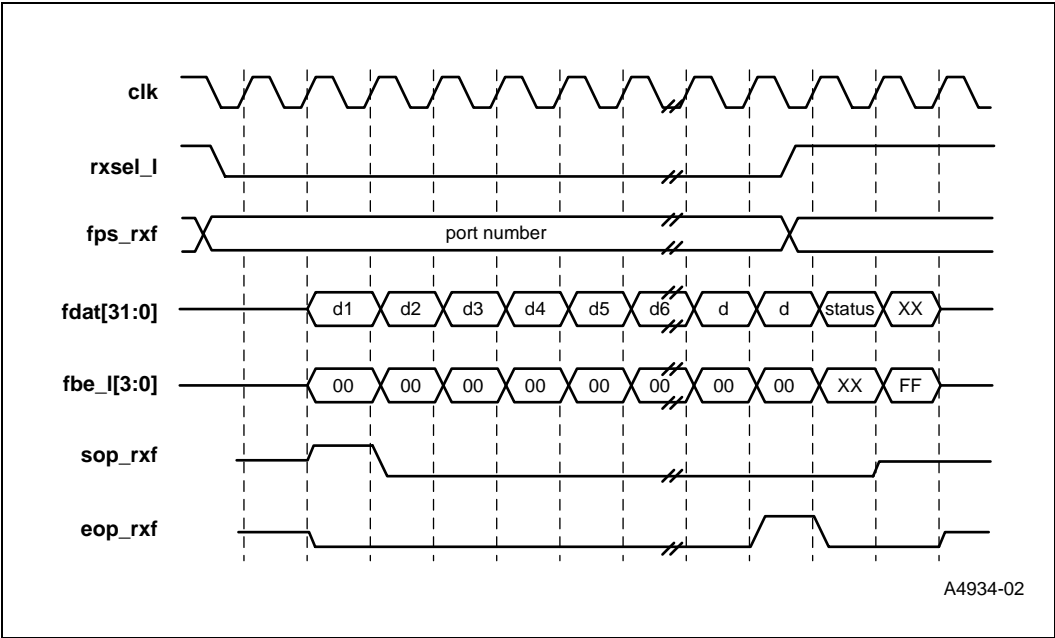 clk
rxsel_l
fps_rxf port number
fdat[31:0] d1 d2 d3 d4 d5 d6 d d status XX
fbe_l[3:0] 00 00 00 00 00 00 00 00 XX FF
sop_rxf
eop_rxf
A4934-02